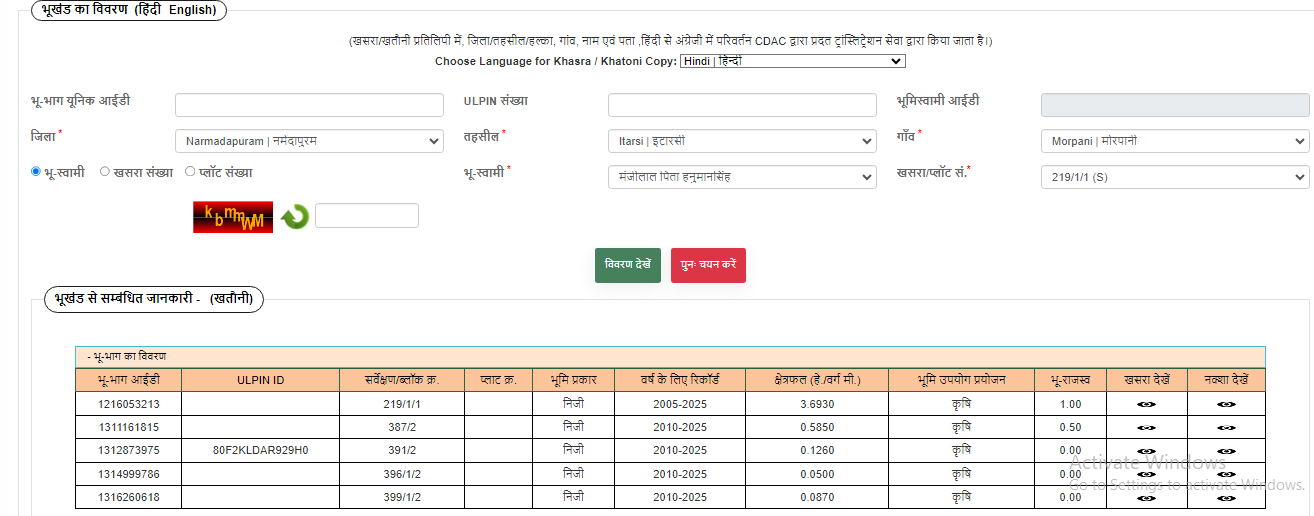 भूखंड का विवरण (हिंदी English)
(खसरा/खतौनी प्रतिलिपी में, जिला/तहसील/हल्का, गांव, नाम एवं पता ,हिंदी से अंग्रेजी में परिवर्तन CDAC द्वारा प्रदत ट्रांस्लिट्रेशन सेवा द्वारा किया जाता है।)
Choose Language for Khasra / Khatoni Copy: Hindi | हिन्दी
भू-भाग यूनिक आईडी ULPIN संख्या भूमिस्वामी आईडी
जिला * Narmadapuram | नर्मदापुरम तहसील * Itarsi | इटारसी गाँव * Morpani | मोरपानी
भू-स्वामी खसरा संख्या प्लॉट संख्या भू-स्वामी * मंजीलाल पिता हनुमानसिंह खसरा/प्लॉट सं.* 219/1/1 (S)
k b m m W M
विवरण देखें पुनः चयन करें
भूखंड से सम्बंधित जानकारी - (खतौनी)
- भू-भाग का विवरण
भू-भाग आईडी ULPIN ID सर्वेक्षण/ब्लॉक क्र. प्लाट क्र. भूमि प्रकार वर्ष के लिए रिकॉर्ड क्षेत्रफल (हे./वर्ग मी.) भूमि उपयोग प्रयोजन भू-राजस्व खसरा देखें नक्शा देखें
1216053213 219/1/1 निजी 2005-2025 3.6930 कृषि 1.00
1311161815 387/2 निजी 2010-2025 0.5850 कृषि 0.50
1312873975 80F2KLDAR929H0 391/2 निजी 2010-2025 0.1260 कृषि 0.00
Activate Windows
1314999786 396/1/2 निजी 2010-2025 0.0500 कृषि 0.00
Go to Settings to activate Windows.
1316260618 399/1/2 निजी 2010-2025 0.0870 कृषि 0.00